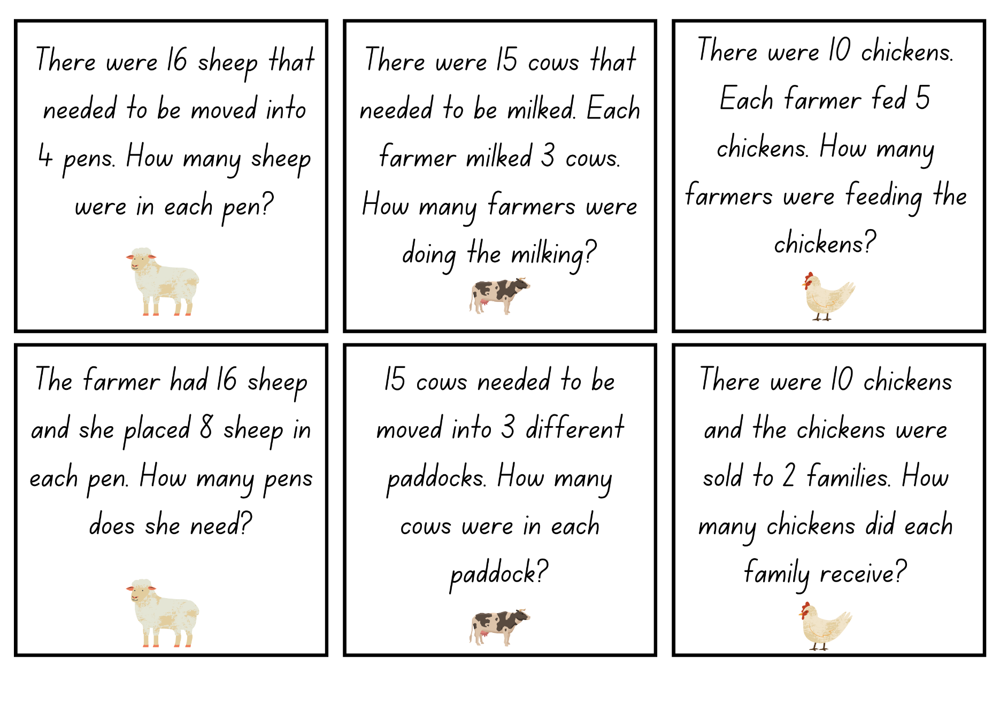 There were 16 sheep that
needed to be moved into
4 pens. How many sheep
were in each pen?
There were 15 cows that
needed to be milked. Each
farmer milked 3 cows.
How many farmers were
doing the milking?
There were 10 chickens.
Each farmer fed 5
chickens. How many
farmers were feeding the
chickens?
The farmer had 16 sheep
and she placed 8 sheep in
each pen. How many pens
does she need?
15 cows needed to be
moved into 3 different
paddocks. How many
cows were in each
paddock?
There were 10 chickens
and the chickens were
sold to 2 families. How
many chickens did each
family receive?